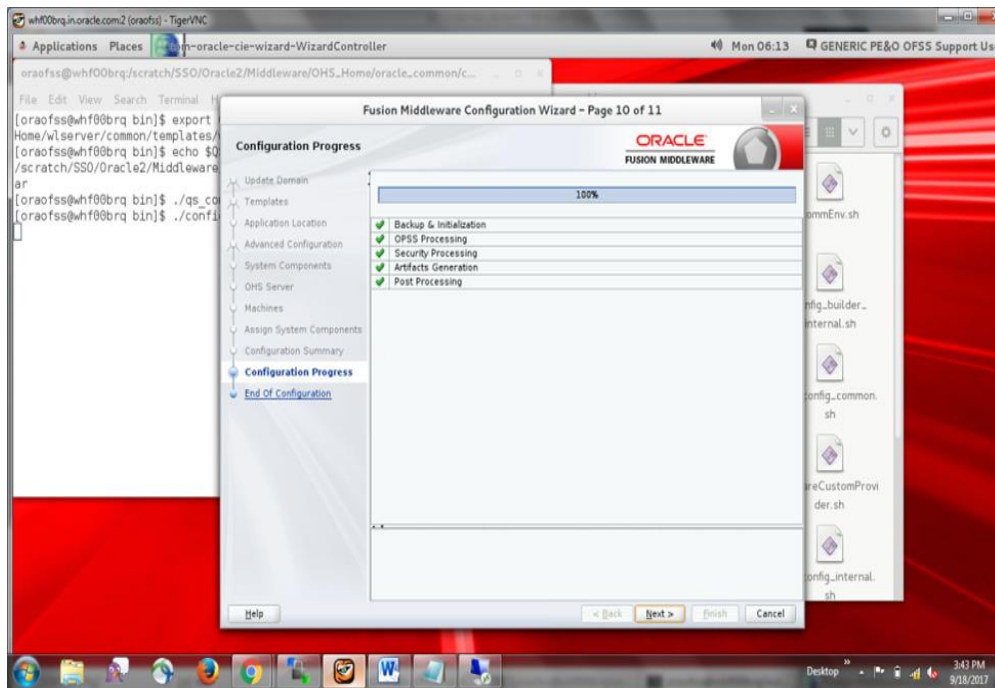 whf00brq.in.oracle.com:2 (oraofss) - TigerVNC
Applications Places com-oracle-cie-wizard-WizardController
Mon 06:13 GENERIC PE&O OFSS Support Us
oraofss@whf00brq:/scratch/SSO/Oracle2/Middleware/OHS_Home/oracle_common/c...
File Edit View Search Terminal H
[oraofss@whf00brq bin]$ export
Home/wlserver/common/templates/
[oraofss@whf00brq bin]$ echo $Q
/scratch/SSO/Oracle2/Middleware
ar
[oraofss@whf00brq bin]$ ./qs_co
[oraofss@whf00brq bin]$ ./confi
Fusion Middleware Configuration Wizard - Page 10 of 11
Configuration Progress
ORACLE
FUSION MIDDLEWARE
Update Domain
Templates
Application Location
Advanced Configuration
System Components
OHS Server
Machines
Assign System Components
Configuration Summary
Configuration Progress
End Of Configuration
100%
Backup & Initialization
OPSS Processing
Security Processing
Artifacts Generation
Post Processing
Help
< Back Next > Finish Cancel
ommEnv.sh
nfig_builder_
internal.sh
config_common.
sh
areCustomProvi
der.sh
config_internal.
sh
Desktop
3:43 PM
9/18/2017